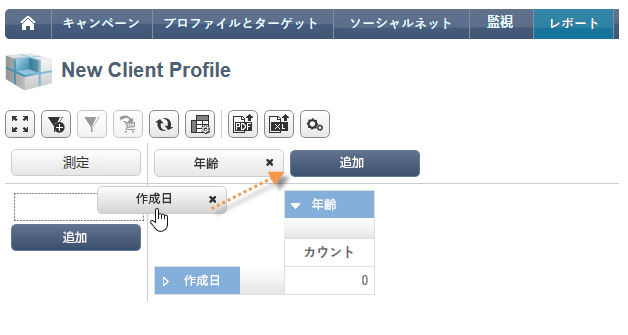 キャンペーン プロファイルとターゲット ソーシャルネット 監視 レポート
New Client Profile
PDF XL
測定 年齢 × 追加
作成日 ×
追加
年齢
カウント
作成日 0